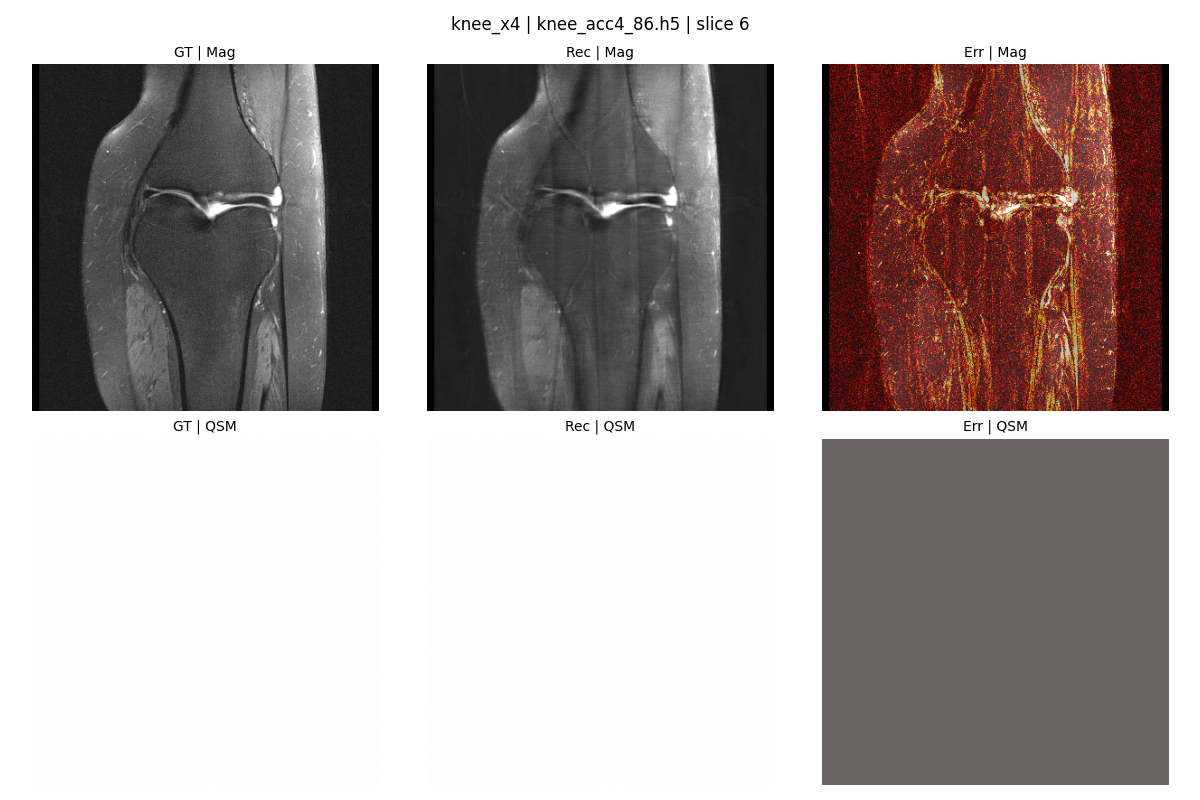 knee_x4 | knee_acc4_86.h5 | slice 6
GT | Mag
Rec | Mag
Err | Mag
GT | QSM
Rec | QSM
Err | QSM